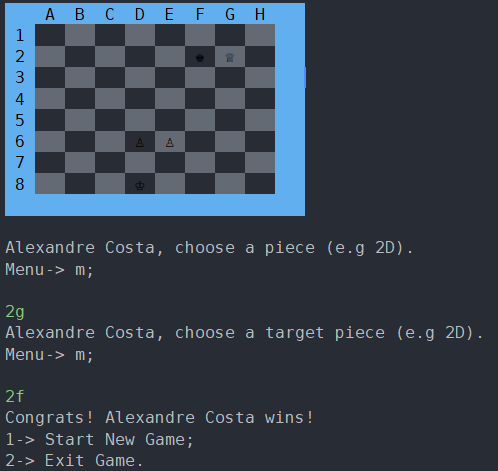 A B C D E F G H
1
2 ♚ ♕
3
4
5
6 ♙ ♙
7
8 ♔
Alexandre Costa, choose a piece (e.g 2D).
Menu-> m;
2g
Alexandre Costa, choose a target piece (e.g 2D).
Menu-> m;
2f
Congrats! Alexandre Costa wins!
1-> Start New Game;
2-> Exit Game.